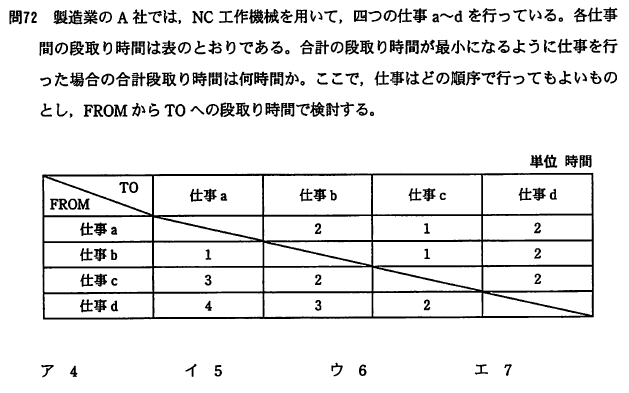 問72 製造業のA社では，NC工作機械を用いて，四つの仕事a～dを行っている。各仕事
間の段取り時間は表のとおりである。合計の段取り時間が最小になるように仕事を行
った場合の合計段取り時間は何時間か。ここで，仕事はどの順序で行ってもよいもの
とし，FROMからTOへの段取り時間で検討する。
単位 時間
FROM TO 仕事a 仕事b 仕事c 仕事d
仕事a 2 1 2
仕事b 1 1 2
仕事c 3 2 2
仕事d 4 3 2
ア 4 イ 5 ウ 6 エ 7